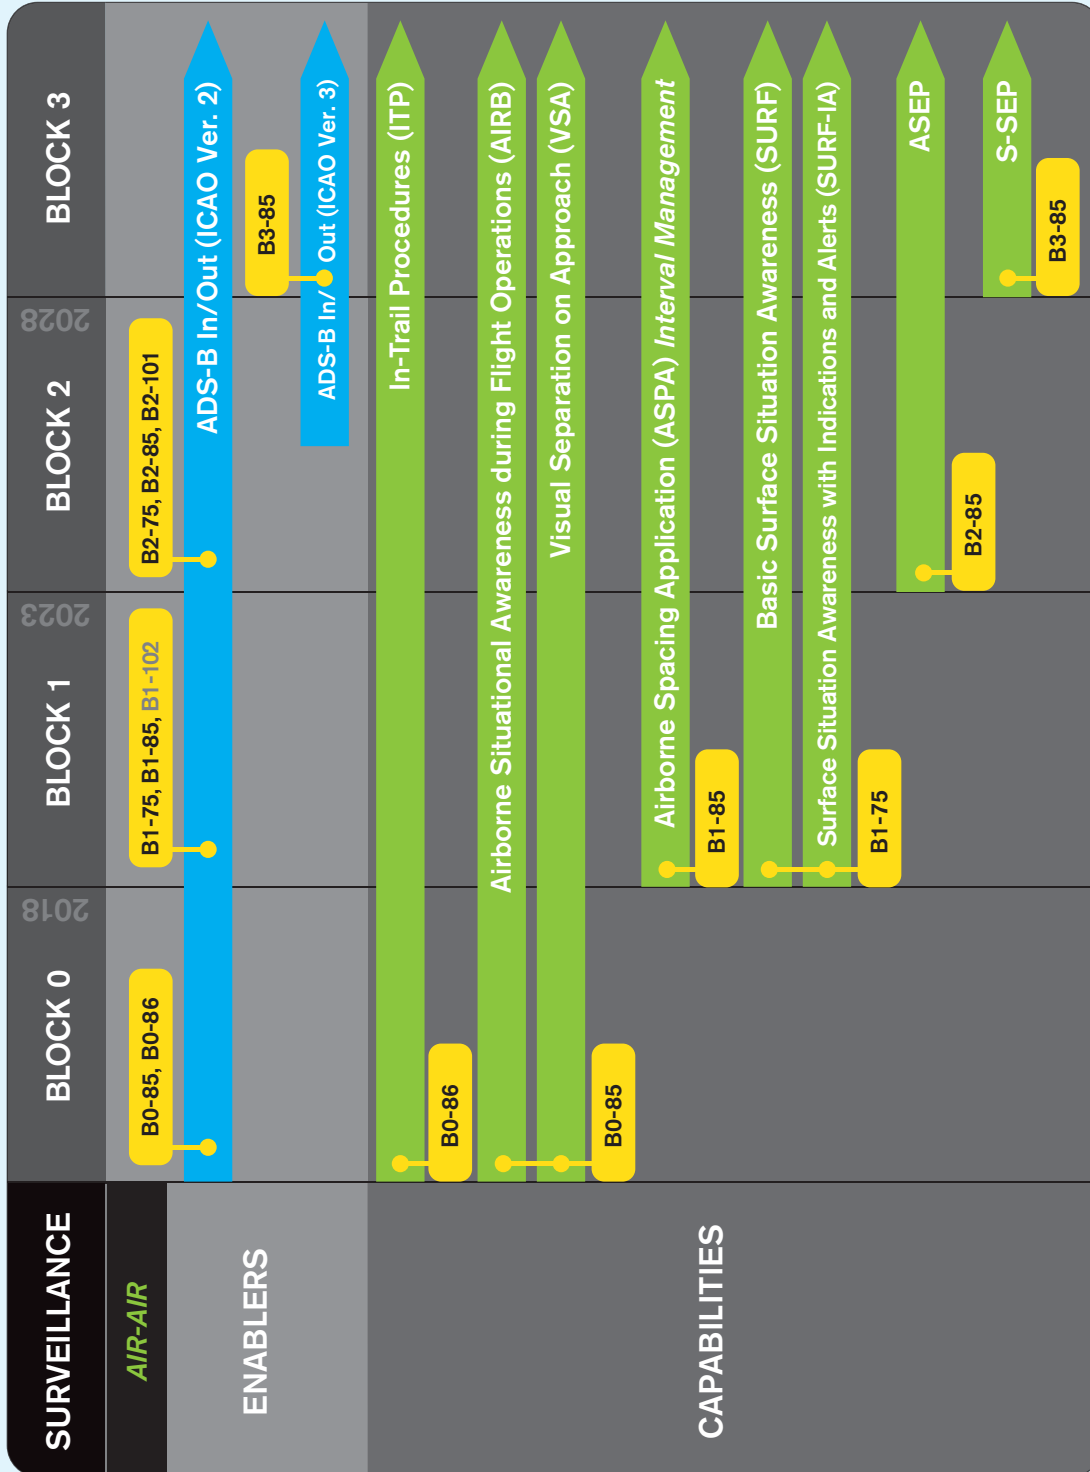 SURVEILLANCE
BLOCK 0
2018
BLOCK 1
2023
BLOCK 2
2028
BLOCK 3
AIR-AIR
ENABLERS
B0-85, B0-86
B1-75, B1-85, B1-102
B2-75, B2-85, B2-101
ADS-B In/Out (ICAO Ver. 2)
B3-85
ADS-B In/ Out (ICAO Ver. 3)
CAPABILITIES
In-Trail Procedures (ITP)
B0-86
Airborne Situational Awareness during Flight Operations (AIRB)
Visual Separation on Approach (VSA)
B0-85
Airborne Spacing Application (ASPA) Interval Management
B1-85
Basic Surface Situation Awareness (SURF)
Surface Situation Awareness with Indications and Alerts (SURF-IA)
B1-75
ASEP
B2-85
S-SEP
B3-85